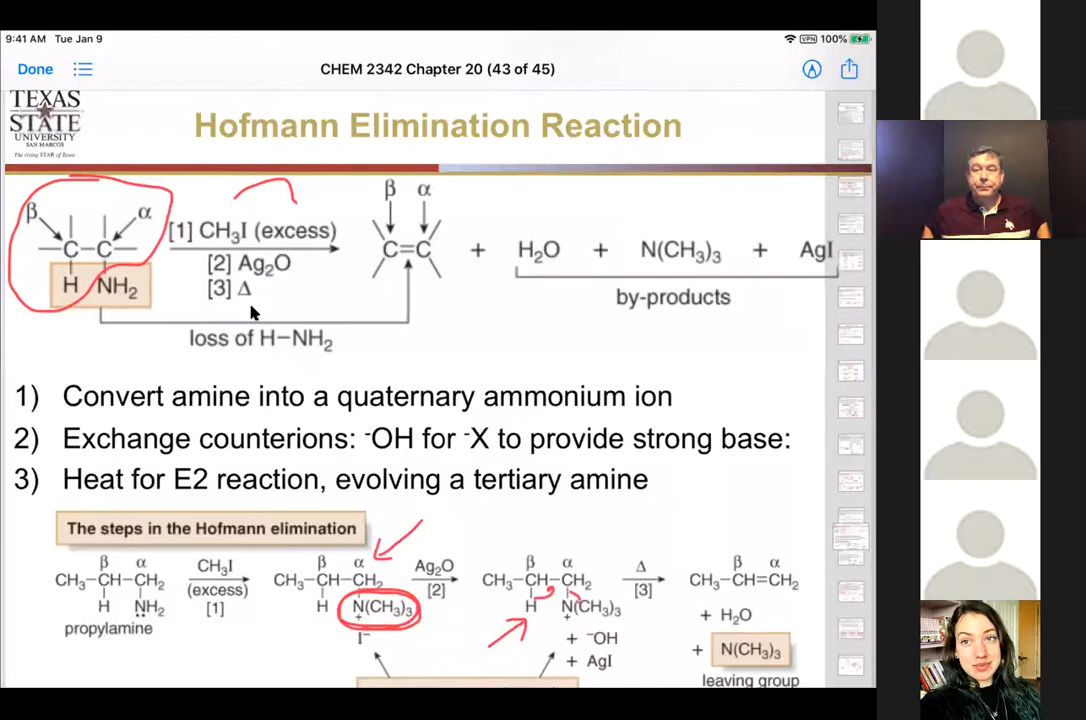 9:41 AM Tue Jan 9
VPN 100%
Done
CHEM 2342 Chapter 20 (43 of 45)
TEXAS
STATE
UNIVERSITY
SAN MARCOS
The rising STAR of Texas
Hofmann Elimination Reaction
β α
β α
[1] CH₃I (excess)
—C—C— C=C + H₂O + N(CH₃)₃ + AgI
[2] Ag₂O
H NH₂ [3] Δ
by-products
loss of H−NH₂
1) Convert amine into a quaternary ammonium ion
2) Exchange counterions: ⁻OH for ⁻X to provide strong base:
3) Heat for E2 reaction, evolving a tertiary amine
The steps in the Hofmann elimination
β α CH₃I β α Ag₂O β α Δ β α
CH₃−CH−CH₂ (excess) CH₃−CH−CH₂ [2] CH₃−CH−CH₂ [3] CH₃−CH=CH₂
H NH₂ [1] H N(CH₃)₃ H N(CH₃)₃ + H₂O
+ +
propylamine I⁻ + ⁻OH + N(CH₃)₃
+ AgI leaving group